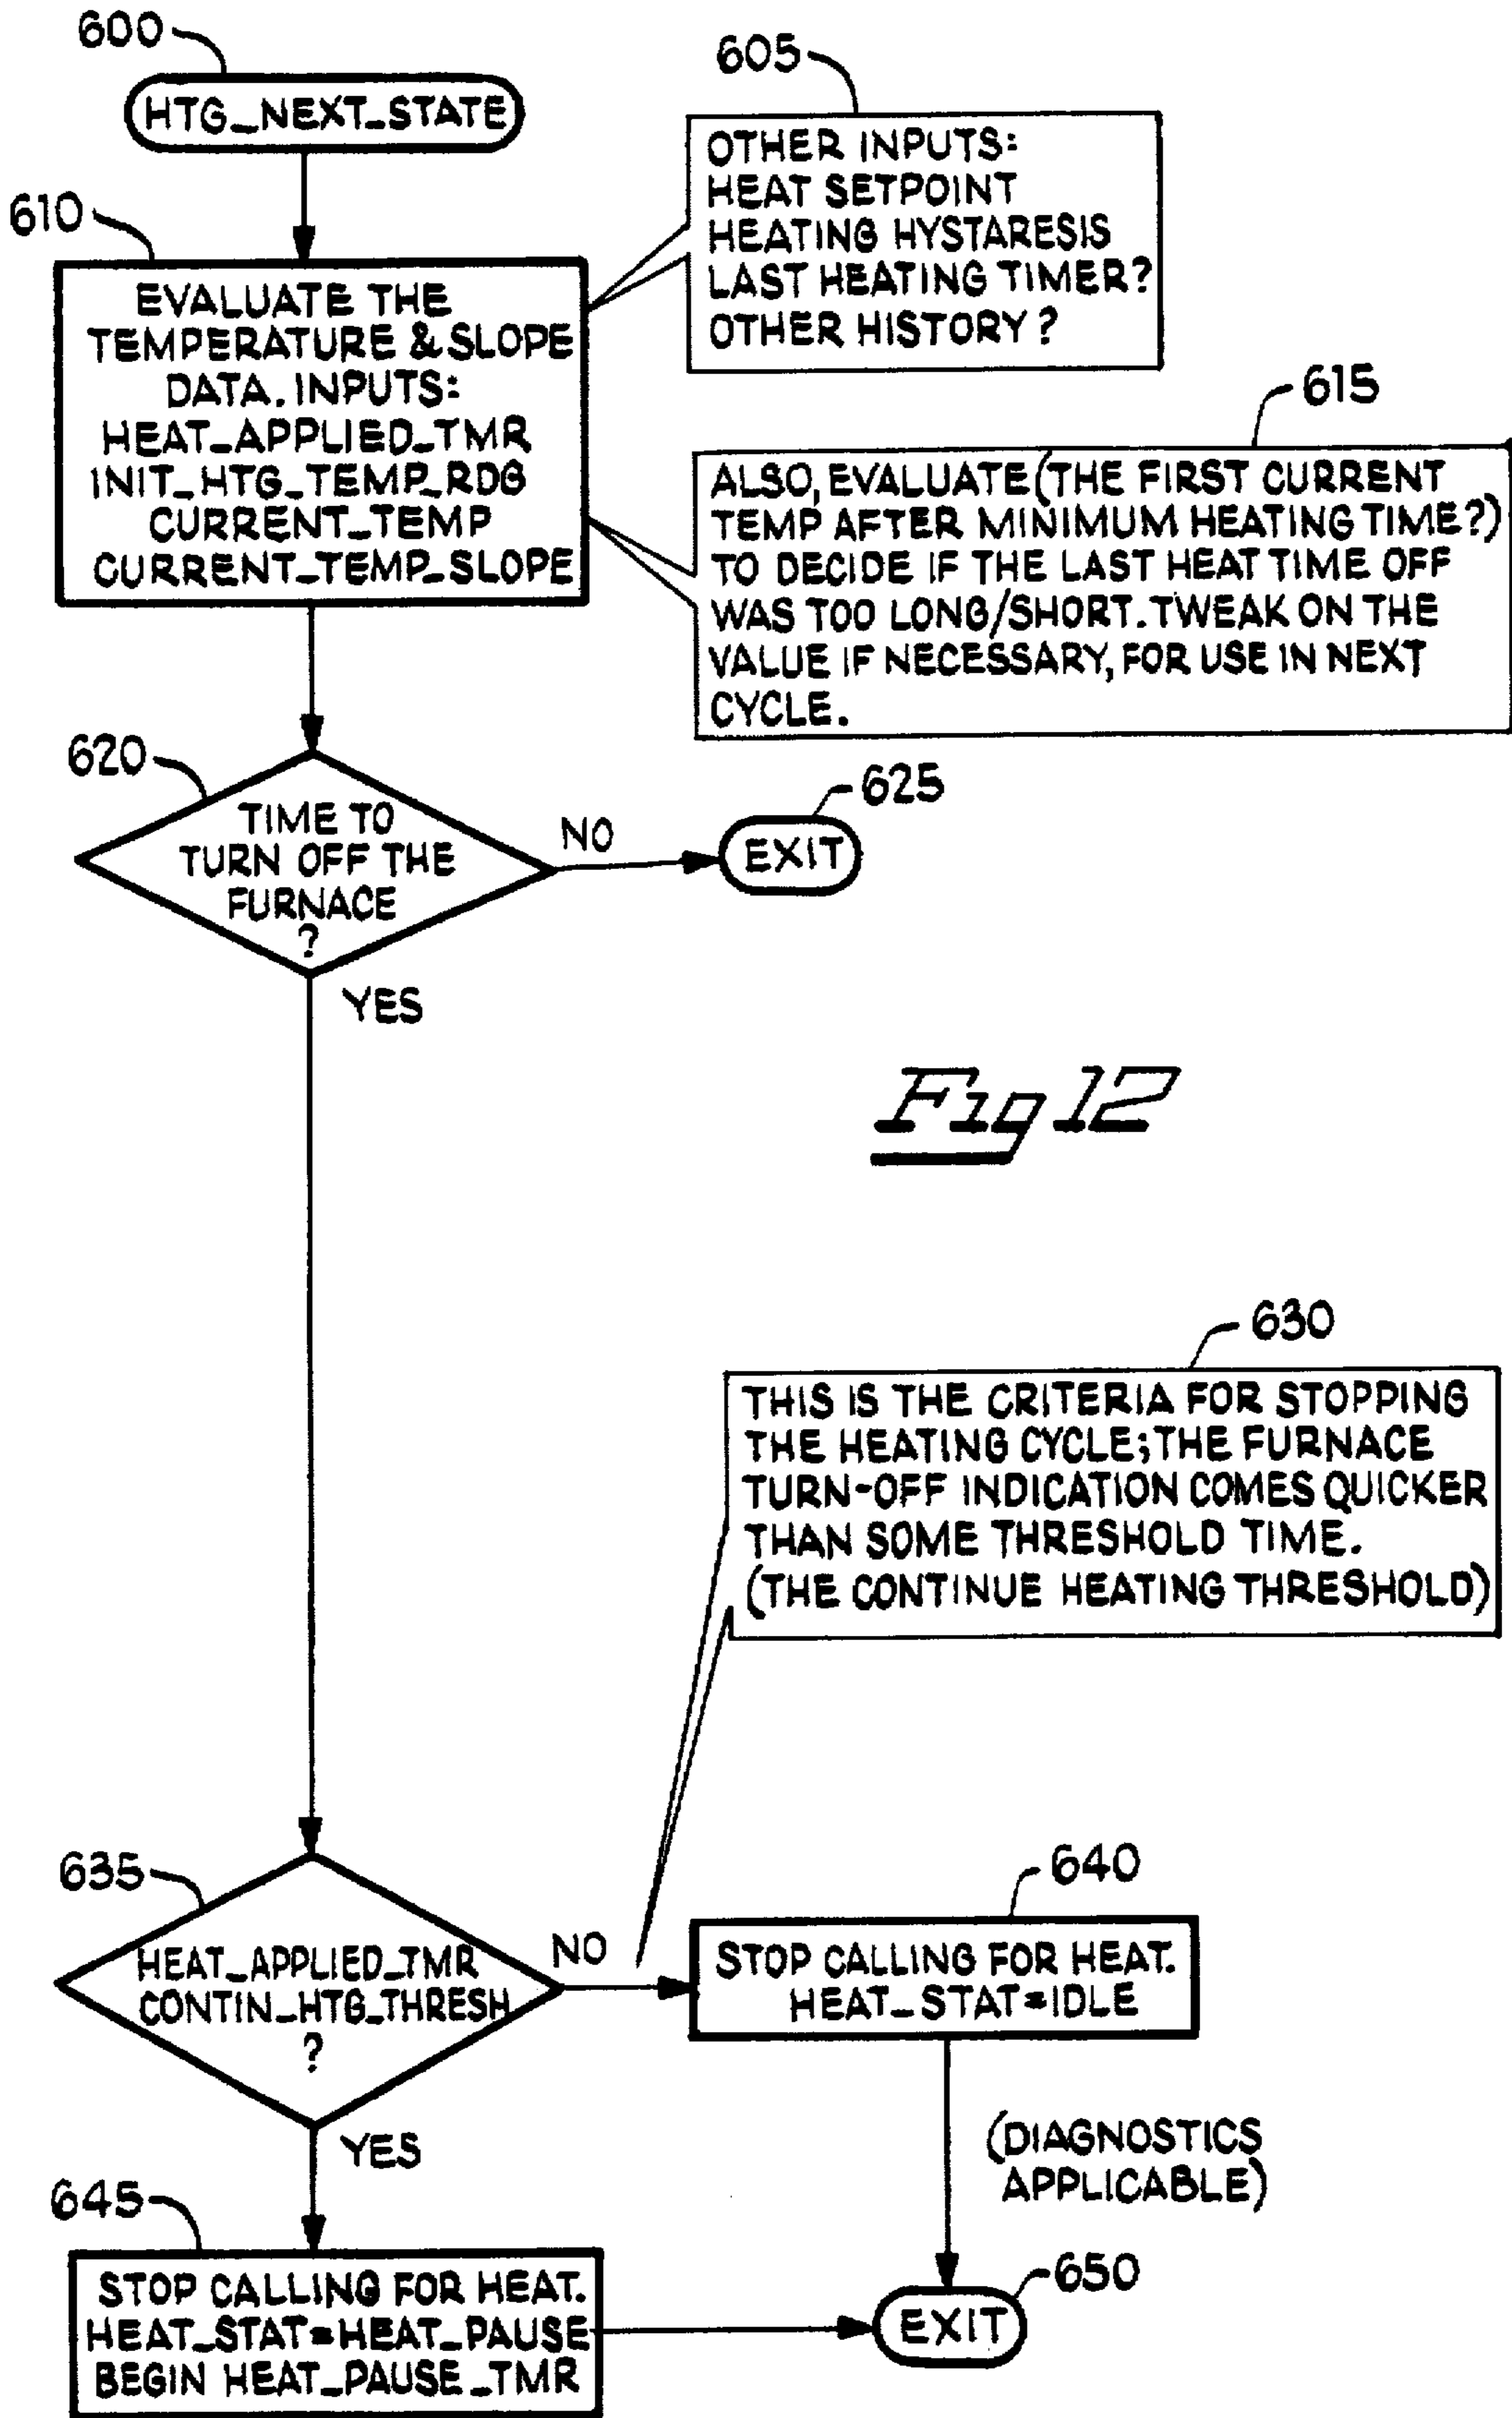 600
HTG_NEXT_STATE
605
OTHER INPUTS:
HEAT SETPOINT
HEATING HYSTARESIS
LAST HEATING TIMER?
OTHER HISTORY?
610
EVALUATE THE
TEMPERATURE & SLOPE
DATA. INPUTS:
HEAT_APPLIED_TMR
INIT_HTG_TEMP_RDG
CURRENT_TEMP
CURRENT_TEMP_SLOPE
615
ALSO, EVALUATE (THE FIRST CURRENT
TEMP AFTER MINIMUM HEATING TIME?)
TO DECIDE IF THE LAST HEAT TIME OFF
WAS TOO LONG/SHORT. TWEAK ON THE
VALUE IF NECESSARY, FOR USE IN NEXT
CYCLE.
620
TIME TO
TURN OFF THE
FURNACE
?
NO
625
EXIT
YES
Fig 12
630
THIS IS THE CRITERIA FOR STOPPING
THE HEATING CYCLE; THE FURNACE
TURN-OFF INDICATION COMES QUICKER
THAN SOME THRESHOLD TIME.
(THE CONTINUE HEATING THRESHOLD)
635
HEAT_APPLIED_TMR
CONTIN_HTG_THRESH
?
NO
640
STOP CALLING FOR HEAT.
HEAT_STAT=IDLE
YES
(DIAGNOSTICS
APPLICABLE)
645
STOP CALLING FOR HEAT.
HEAT_STAT=HEAT_PAUSE
BEGIN HEAT_PAUSE_TMR
650
EXIT